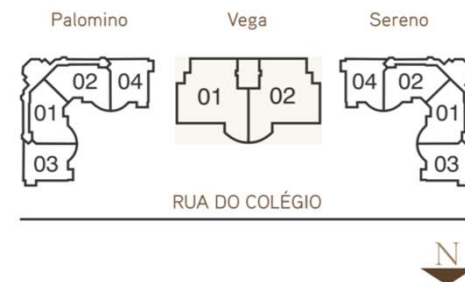 Palomino Vega Sereno
02 04 01 02 04 02
01 01
03 03
RUA DO COLÉGIO
N